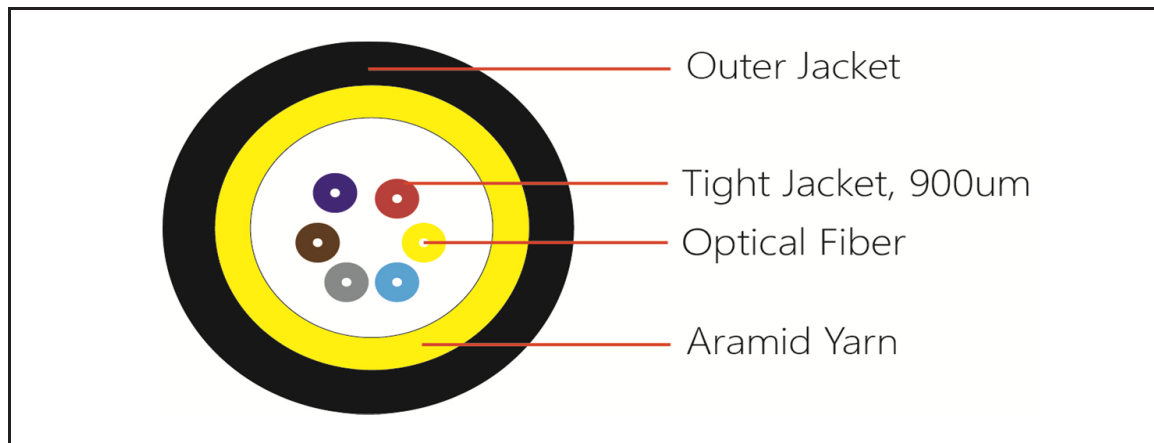 Outer Jacket
Tight Jacket, 900um
Optical Fiber
Aramid Yarn